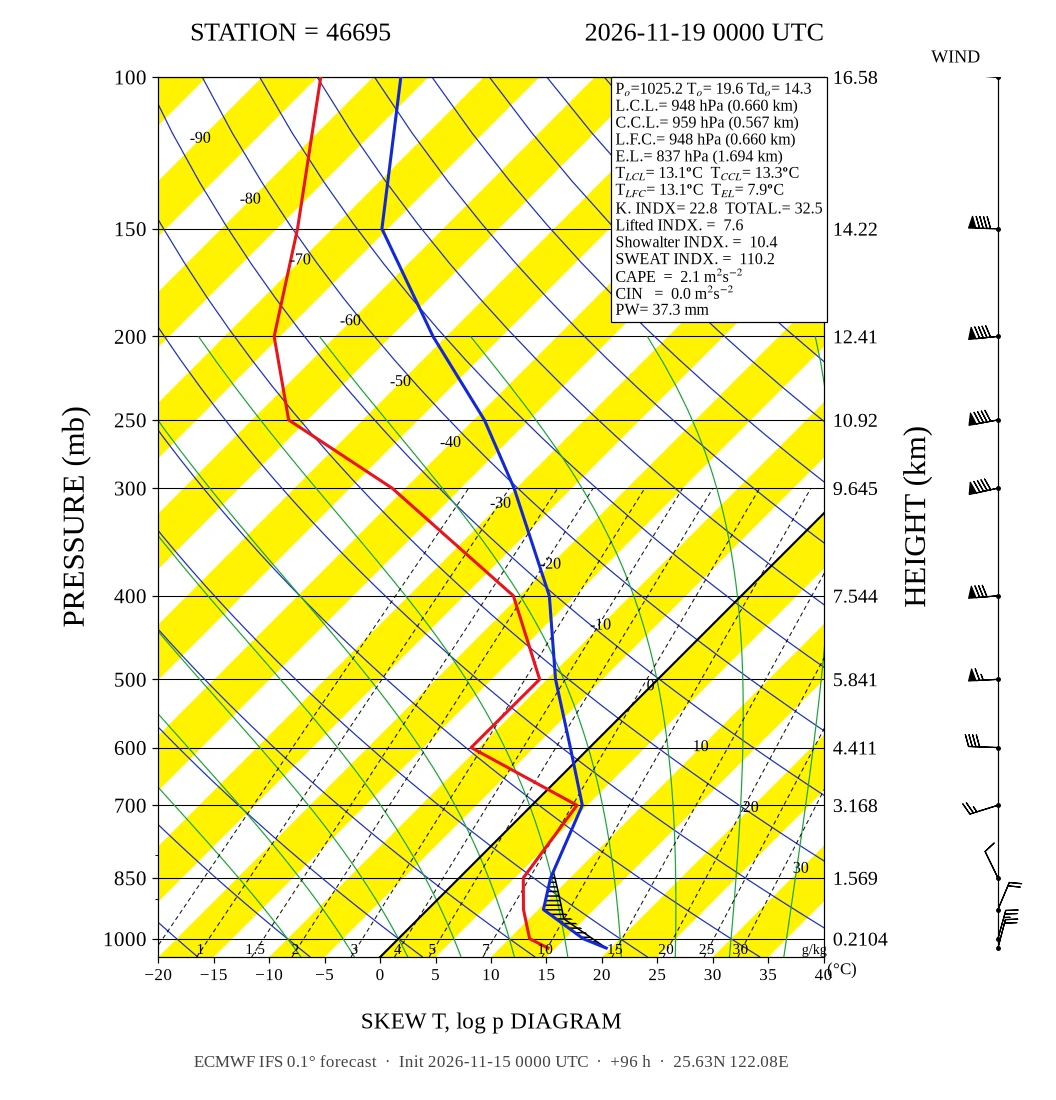 STATION = 46695
2026-11-19 0000 UTC
WIND
P₀=1025.2 T₀= 19.6 Td₀= 14.3
L.C.L.= 948 hPa (0.660 km)
C.C.L.= 959 hPa (0.567 km)
L.F.C.= 948 hPa (0.660 km)
E.L.= 837 hPa (1.694 km)
T_LCL= 13.1°C T_CCL= 13.3°C
T_LFC= 13.1°C T_EL= 7.9°C
K. INDX= 22.8 TOTAL.= 32.5
Lifted INDX. = 7.6
Showalter INDX. = 10.4
SWEAT INDX. = 110.2
CAPE = 2.1 m²s⁻²
CIN = 0.0 m²s⁻²
PW= 37.3 mm
100
16.58
-90
-80
150
14.22
-70
-60
200
12.41
-50
250
10.92
-40
300
9.645
-30
-20
400
7.544
-10
500
5.841
0
600
4.411
10
700
3.168
20
30
850
1.569
1000
0.2104
PRESSURE (mb)
HEIGHT (km)
1 1.5 2 3 4 5 7 10 15 20 25 30 g/kg
−20 −15 −10 −5 0 5 10 15 20 25 30 35 40 (°C)
SKEW T, log p DIAGRAM
ECMWF IFS 0.1° forecast · Init 2026-11-15 0000 UTC · +96 h · 25.63N 122.08E